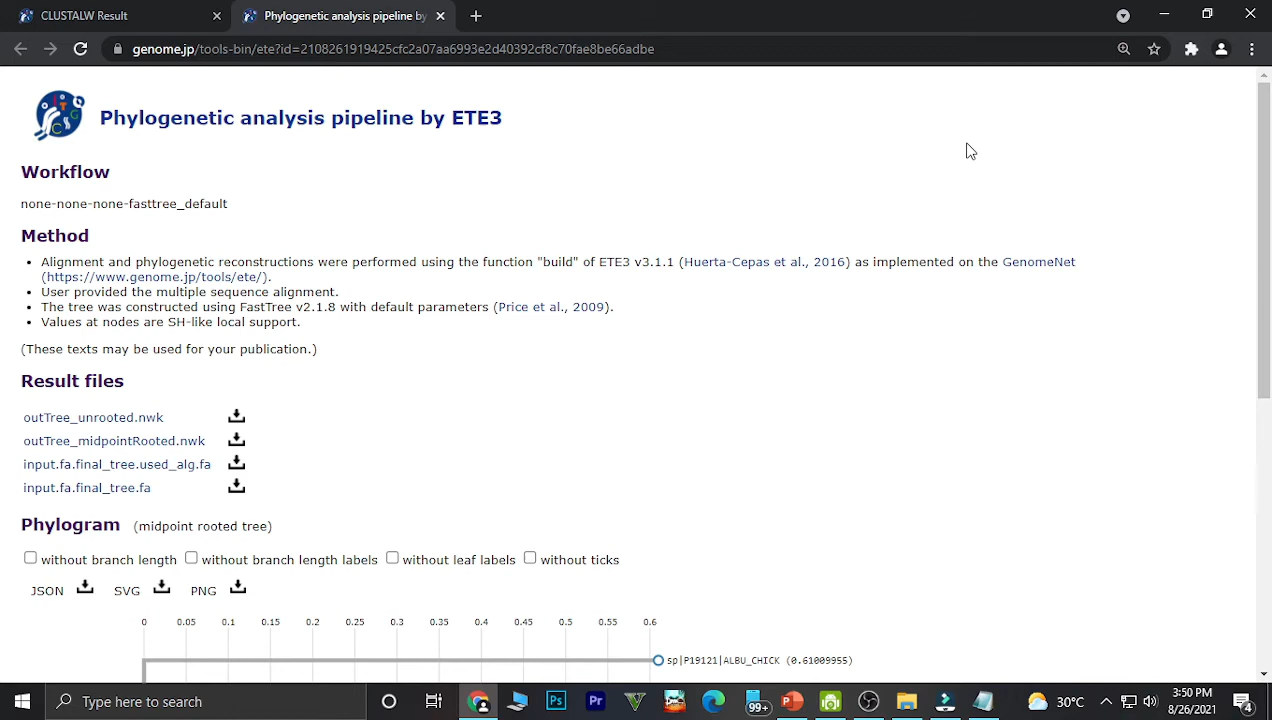 CLUSTALW Result
Phylogenetic analysis pipeline by
genome.jp/tools-bin/ete?id=2108261919425cfc2a07aa6993e2d40392cf8c70fae8be66adbe
Phylogenetic analysis pipeline by ETE3
Workflow
none-none-none-fasttree_default
Method
• Alignment and phylogenetic reconstructions were performed using the function "build" of ETE3 v3.1.1 (Huerta-Cepas et al., 2016) as implemented on the GenomeNet
(https://www.genome.jp/tools/ete/).
• User provided the multiple sequence alignment.
• The tree was constructed using FastTree v2.1.8 with default parameters (Price et al., 2009).
• Values at nodes are SH-like local support.
(These texts may be used for your publication.)
Result files
outTree_unrooted.nwk
outTree_midpointRooted.nwk
input.fa.final_tree.used_alg.fa
input.fa.final_tree.fa
Phylogram (midpoint rooted tree)
without branch length without branch length labels without leaf labels without ticks
JSON SVG PNG
0 0.05 0.1 0.15 0.2 0.25 0.3 0.35 0.4 0.45 0.5 0.55 0.6
sp|P19121|ALBU_CHICK (0.61009955)
Type here to search
Ps
Pr
99+
30°C
3:50 PM
8/26/2021
4